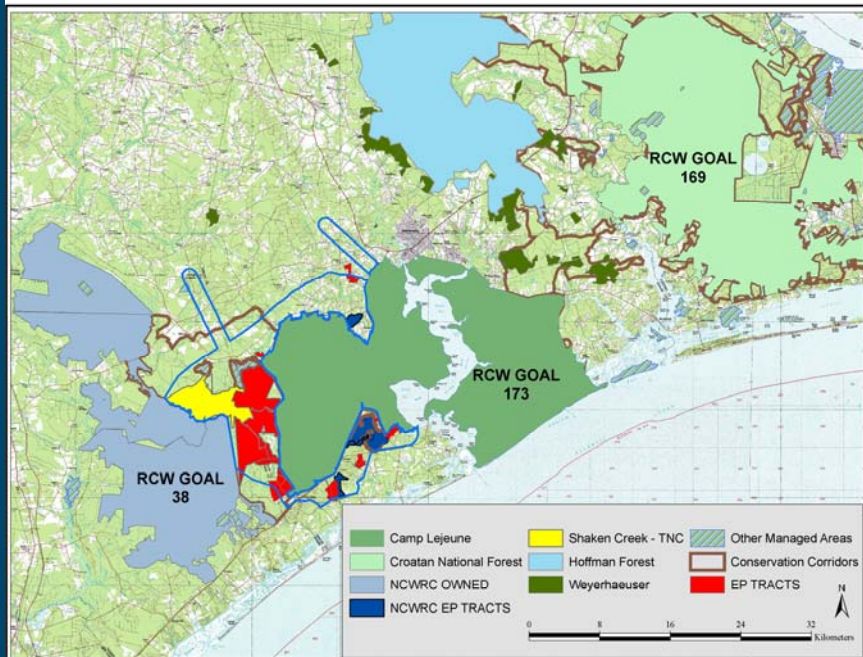 RCW GOAL
169
RCW GOAL
173
RCW GOAL
38
Camp Lejeune
Croatan National Forest
NCWRC OWNED
NCWRC EP TRACTS
Shaken Creek - TNC
Hoffman Forest
Weyerhaeuser
Other Managed Areas
Conservation Corridors
EP TRACTS
N
0 8 16 24 32
Kilometers